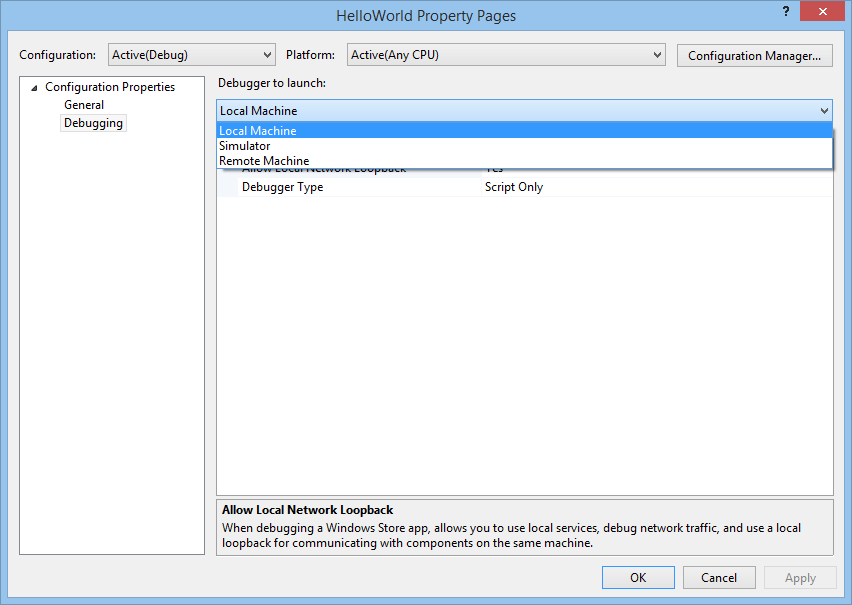 HelloWorld Property Pages
?
Configuration: Active(Debug) Platform: Active(Any CPU) Configuration Manager...
Configuration Properties
General
Debugging
Debugger to launch:
Local Machine
Local Machine
Simulator
Remote Machine
Allow Local Network Loopback Yes
Debugger Type Script Only
Allow Local Network Loopback
When debugging a Windows Store app, allows you to use local services, debug network traffic, and use a local
loopback for communicating with components on the same machine.
OK Cancel Apply